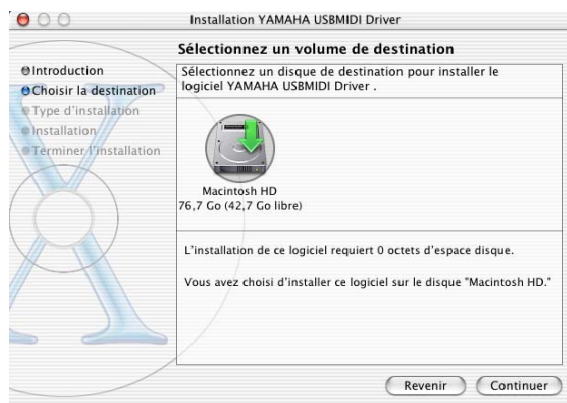 Installation YAMAHA USBMIDI Driver
Sélectionnez un volume de destination
Introduction
Choisir la destination
Type d'installation
Installation
Terminer l'installation
Sélectionnez un disque de destination pour installer le
logiciel YAMAHA USBMIDI Driver .
Macintosh HD
76,7 Go (42,7 Go libre)
L'installation de ce logiciel requiert 0 octets d'espace disque.
Vous avez choisi d'installer ce logiciel sur le disque "Macintosh HD."
Revenir
Continuer